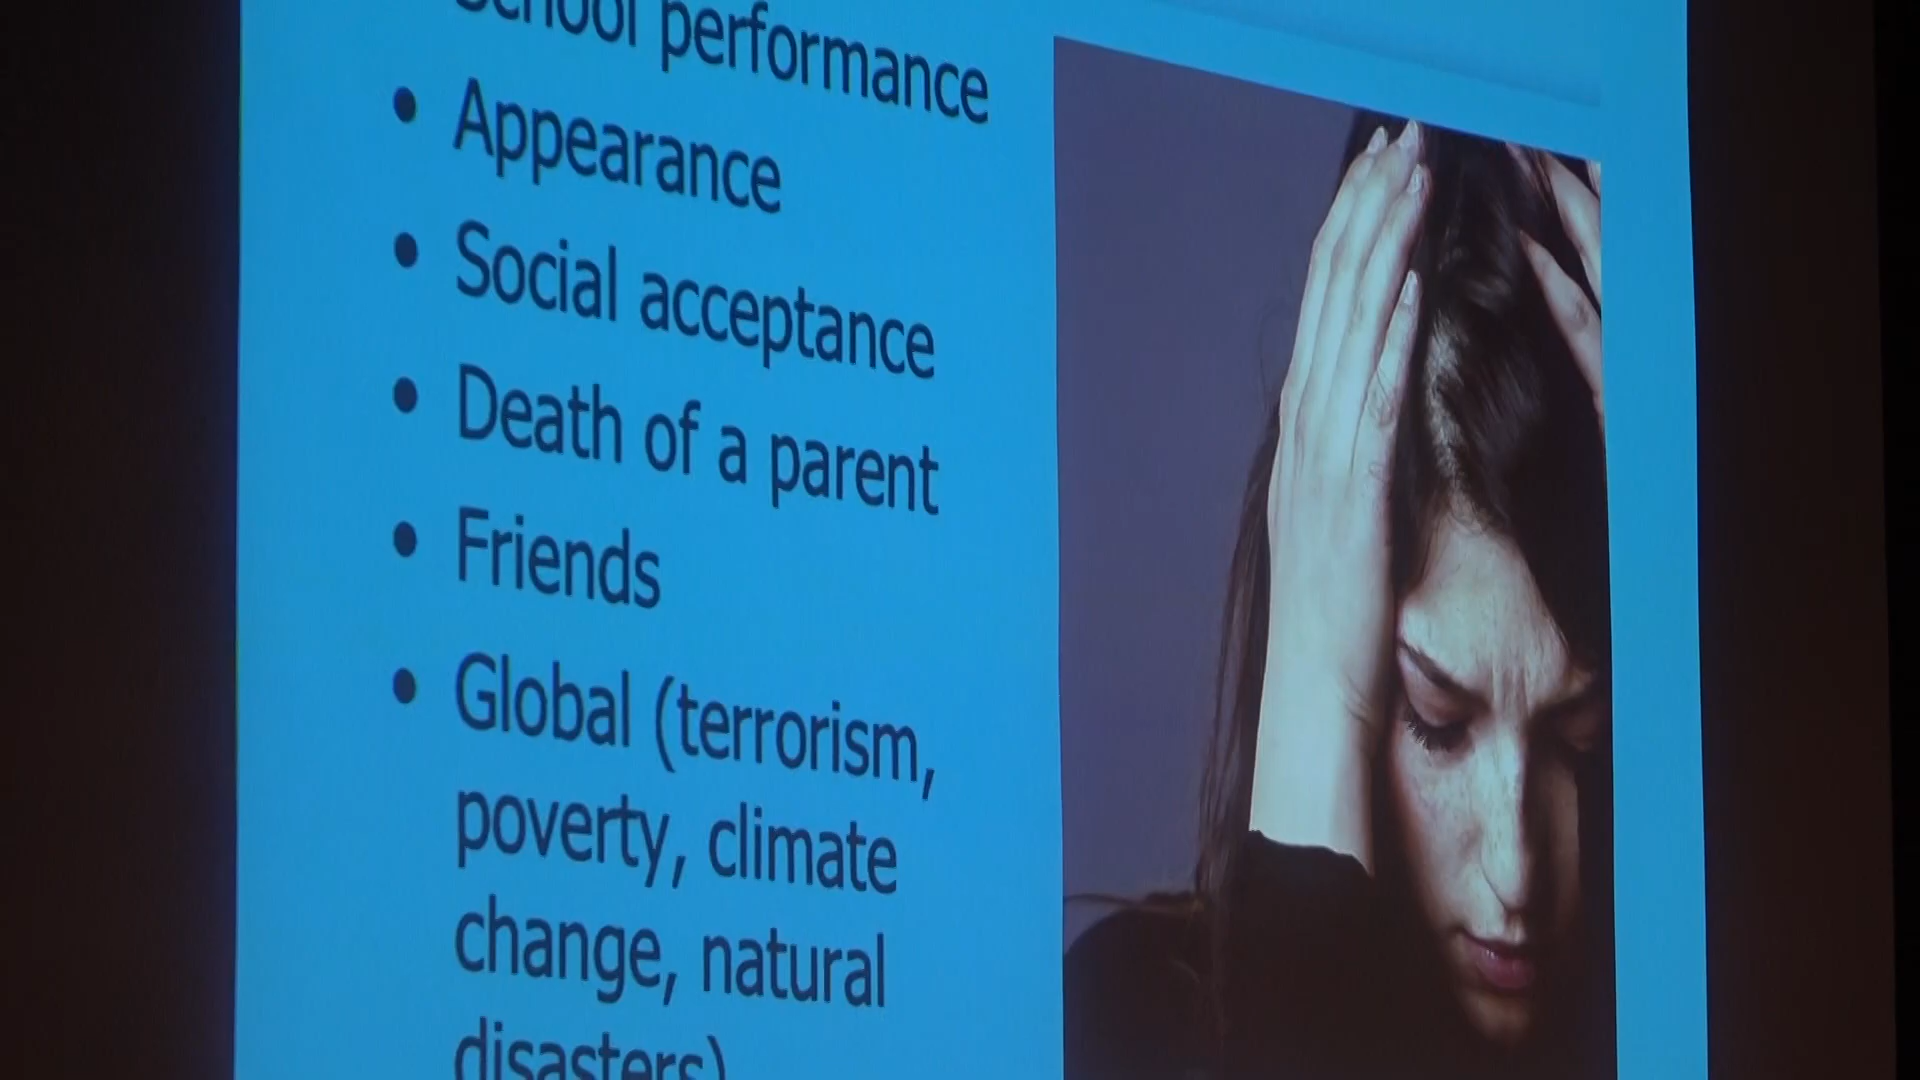 School performance
• Appearance
• Social acceptance
• Death of a parent
• Friends
• Global (terrorism,
poverty, climate
change, natural
disasters)